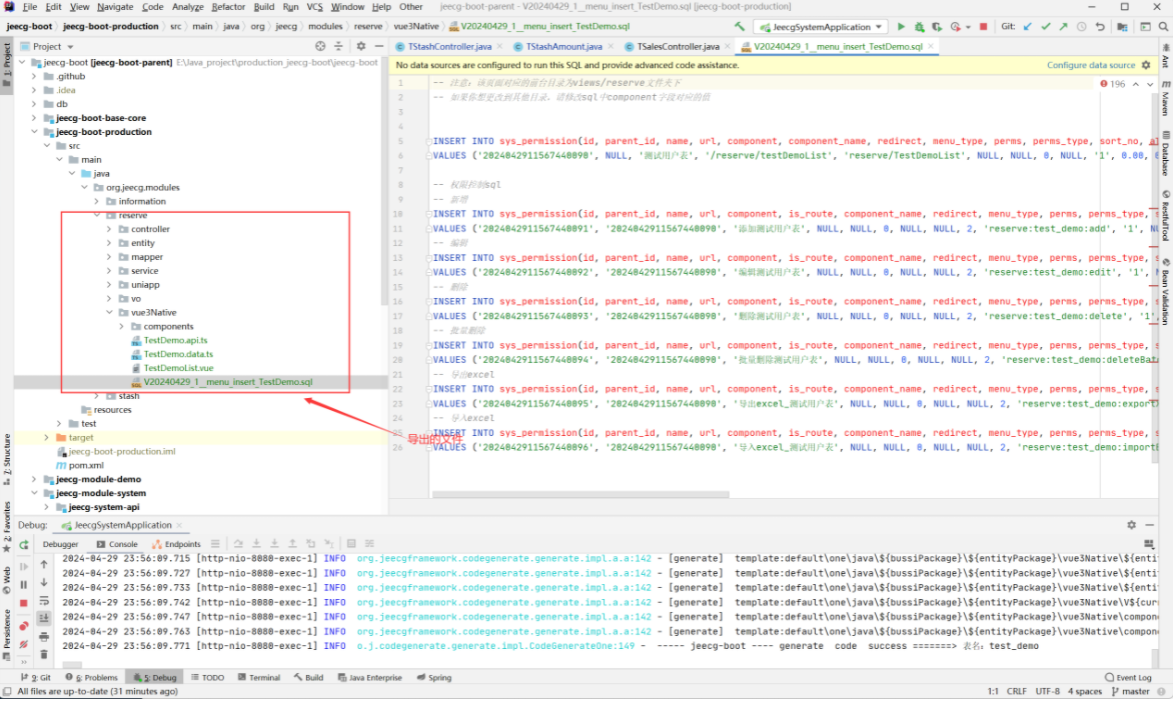 File Edit View Navigate Code Analyze Refactor Build Run VCS Window Help Other jeecg-boot-parent - V20240429_1__menu_insert_TestDemo.sql [jeecg-boot-production]
jeecg-boot jeecg-boot-production src main java org jeecg modules reserve vue3Native V20240429_1__menu_insert_TestDemo.sql JeecgSystemApplication Git:
Project TStashController.java TStashAmount.java TSalesController.java V20240429_1__menu_insert_TestDemo.sql
jeecg-boot [jeecg-boot-parent] E:\Java_project\production jeecg-boot\jeecg-boot
.github
.idea
db
jeecg-boot-base-core
jeecg-boot-production
src
main
java
org.jeecg.modules
information
reserve
controller
entity
mapper
service
uniapp
vo
vue3Native
components
TestDemo.api.ts
TestDemo.data.ts
TestDemoList.vue
V20240429_1__menu_insert_TestDemo.sql
stash
resources
test
target
jeecg-boot-production.iml
pom.xml
jeecg-module-demo
jeecg-module-system
jeecg-system-api
导出的文件
No data sources are configured to run this SQL and provide advanced code assistance. Configure data source
196
1 -- 注意：该页面对应的前台目录为views/reserve文件夹下
2 -- 如果你想更改到其他目录，请修改sql中component字段对应的值
3
4
5 INSERT INTO sys_permission(id, parent_id, name, url, component, component_name, redirect, menu_type, perms, perms_type, sort_no, al
6 VALUES ('2024042911567440890', NULL, '测试用户表', '/reserve/testDemoList', 'reserve/TestDemoList', NULL, NULL, 0, NULL, '1', 0.00, 0
7
8 -- 权限控制sql
9 -- 新增
10 INSERT INTO sys_permission(id, parent_id, name, url, component, is_route, component_name, redirect, menu_type, perms, perms_type, s
11 VALUES ('2024042911567440891', '2024042911567440890', '添加测试用户表', NULL, NULL, 0, NULL, NULL, 2, 'reserve:test_demo:add', '1', N
12 -- 编辑
13 INSERT INTO sys_permission(id, parent_id, name, url, component, is_route, component_name, redirect, menu_type, perms, perms_type, s
14 VALUES ('2024042911567440892', '2024042911567440890', '编辑测试用户表', NULL, NULL, 0, NULL, NULL, 2, 'reserve:test_demo:edit', '1',
15 -- 删除
16 INSERT INTO sys_permission(id, parent_id, name, url, component, is_route, component_name, redirect, menu_type, perms, perms_type, s
17 VALUES ('2024042911567440893', '2024042911567440890', '删除测试用户表', NULL, NULL, 0, NULL, NULL, 2, 'reserve:test_demo:delete', '1'
18 -- 批量删除
19 INSERT INTO sys_permission(id, parent_id, name, url, component, is_route, component_name, redirect, menu_type, perms, perms_type, s
20 VALUES ('2024042911567440894', '2024042911567440890', '批量删除测试用户表', NULL, NULL, 0, NULL, NULL, 2, 'reserve:test_demo:deleteBat
21 -- 导出excel
22 INSERT INTO sys_permission(id, parent_id, name, url, component, is_route, component_name, redirect, menu_type, perms, perms_type, s
23 VALUES ('2024042911567440895', '2024042911567440890', '导出excel_测试用户表', NULL, NULL, 0, NULL, NULL, 2, 'reserve:test_demo:export
24 -- 导入excel
25 INSERT INTO sys_permission(id, parent_id, name, url, component, is_route, component_name, redirect, menu_type, perms, perms_type, s
26 VALUES ('2024042911567440896', '2024042911567440890', '导入excel_测试用户表', NULL, NULL, 0, NULL, NULL, 2, 'reserve:test_demo:import
1: Project
7: Structure
2: Favorites
Web
Persistence
Ant
Maven
Database
RestfulTool
Bean Validation
Debug: JeecgSystemApplication
Debugger Console Endpoints
2024-04-29 23:56:09.715 [http-nio-8080-exec-1] INFO org.jeecgframework.codegenerate.generate.impl.a.a:142 - [generate] template:default\one\java\${bussiPackage}\${entityPackage}\vue3Native\${enti
2024-04-29 23:56:09.727 [http-nio-8080-exec-1] INFO org.jeecgframework.codegenerate.generate.impl.a.a:142 - [generate] template:default\one\java\${bussiPackage}\${entityPackage}\vue3Native\${enti
2024-04-29 23:56:09.733 [http-nio-8080-exec-1] INFO org.jeecgframework.codegenerate.generate.impl.a.a:142 - [generate] template:default\one\java\${bussiPackage}\${entityPackage}\vue3Native\${enti
2024-04-29 23:56:09.742 [http-nio-8080-exec-1] INFO org.jeecgframework.codegenerate.generate.impl.a.a:142 - [generate] template:default\one\java\${bussiPackage}\${entityPackage}\vue3Native\V${cur
2024-04-29 23:56:09.747 [http-nio-8080-exec-1] INFO org.jeecgframework.codegenerate.generate.impl.a.a:142 - [generate] template:default\one\java\${bussiPackage}\${entityPackage}\vue3Native\compon
2024-04-29 23:56:09.763 [http-nio-8080-exec-1] INFO org.jeecgframework.codegenerate.generate.impl.a.a:142 - [generate] template:default\one\java\${bussiPackage}\${entityPackage}\vue3Native\compon
2024-04-29 23:56:09.771 [http-nio-8080-exec-1] INFO o.j.codegenerate.generate.impl.CodeGenerateOne:149 - ----- jeecg-boot ---- generate code success =======> 表名：test_demo
9: Git 6: Problems 5: Debug TODO Terminal Build Java Enterprise Spring Event Log
All files are up-to-date (31 minutes ago) 1:1 CRLF UTF-8 4 spaces master